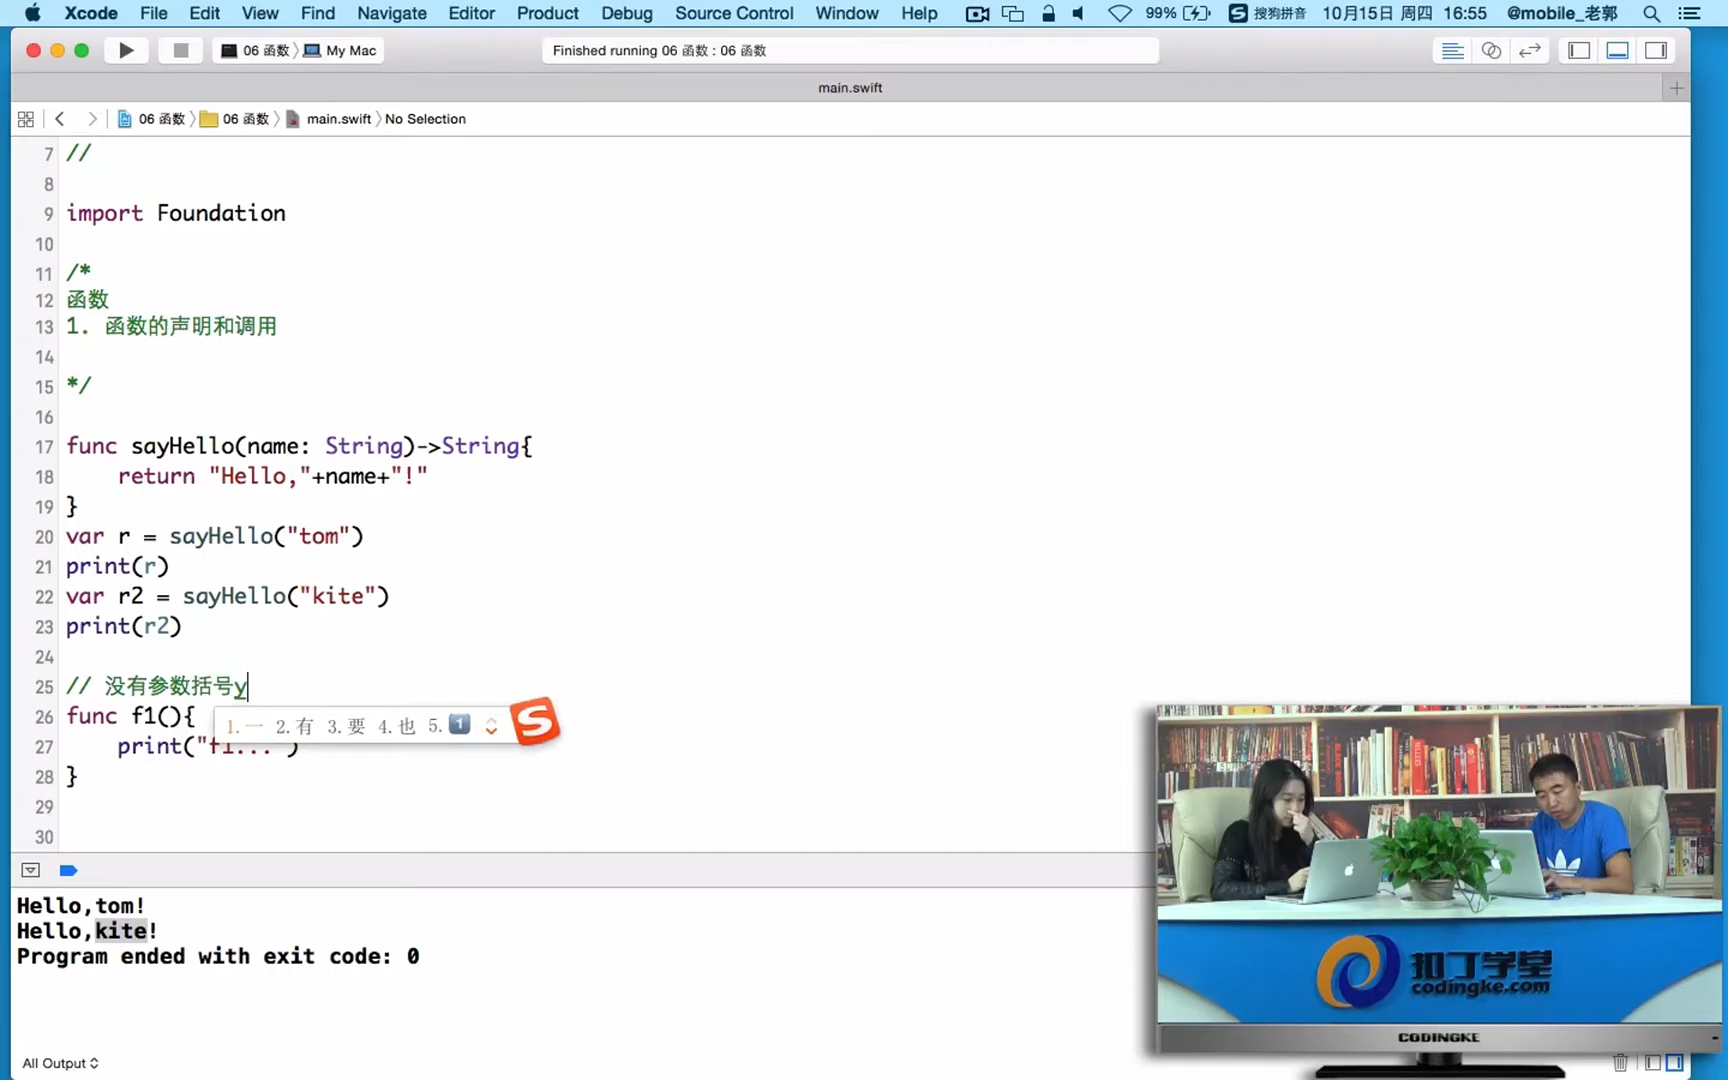 Xcode File Edit View Find Navigate Editor Product Debug Source Control Window Help 99% 搜狗拼音 10月15日 周四 16:55 @mobile_老郭
06 函数 My Mac Finished running 06 函数 : 06 函数
main.swift
06 函数 06 函数 main.swift No Selection
7 //
8
9 import Foundation
10
11 /*
12 函数
13 1. 函数的声明和调用
14
15 */
16
17 func sayHello(name: String)->String{
18 return "Hello,"+name+"!"
19 }
20 var r = sayHello("tom")
21 print(r)
22 var r2 = sayHello("kite")
23 print(r2)
24
25 // 没有参数括号y
26 func f1(){
1.一 2.有 3.要 4.也 5.1
27 print("f1...")
28 }
29
30
Hello,tom!
Hello,kite!
Program ended with exit code: 0
All Output
扣丁学堂
codingke.com
CODINGKE